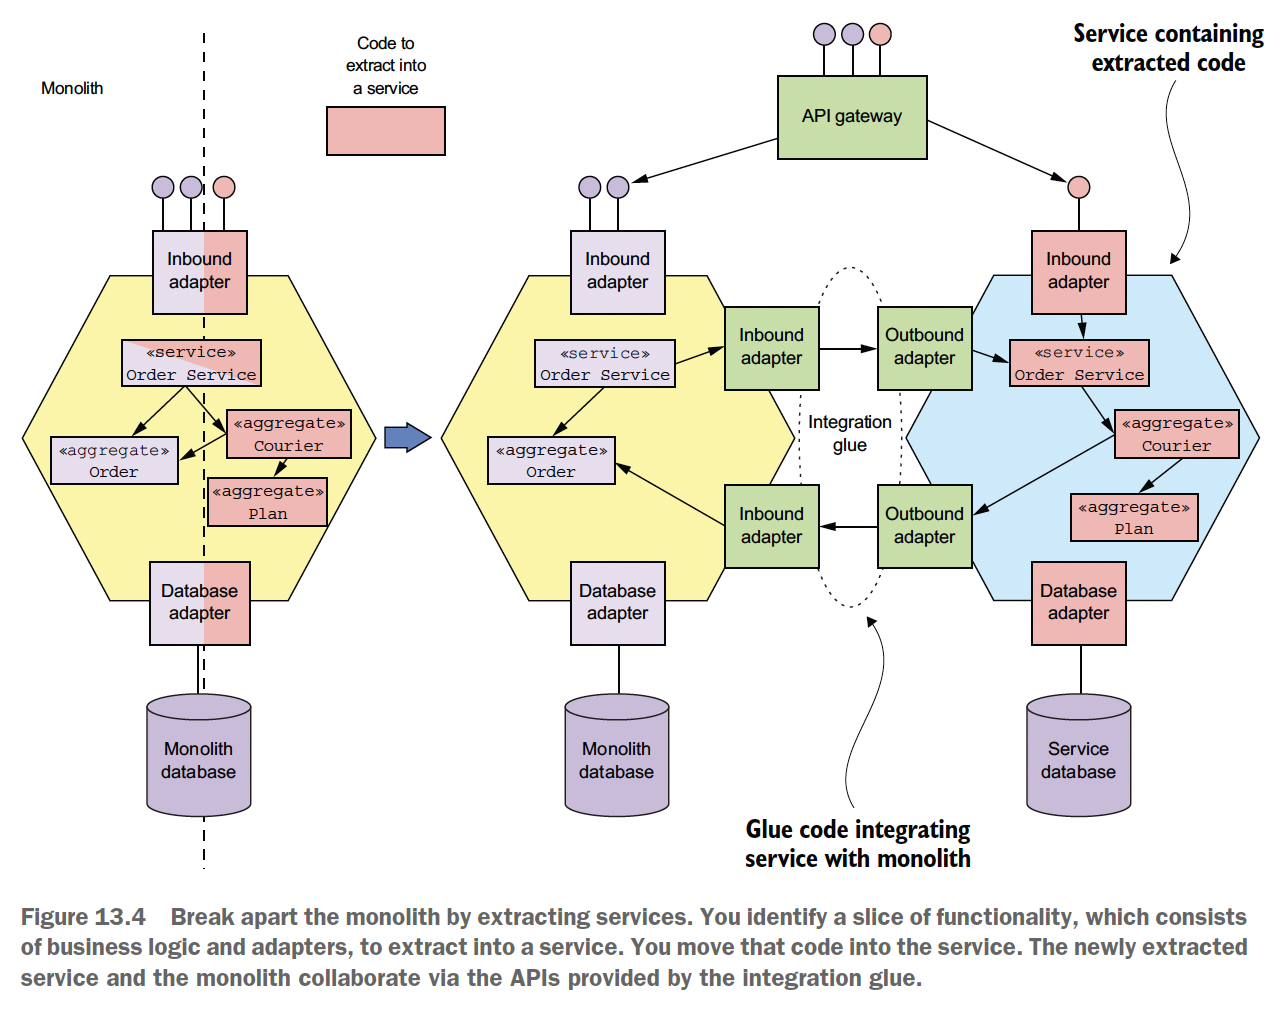 Monolith
Code to
extract into
a service
Inbound
adapter
«service»
Order Service
«aggregate»
Order
«aggregate»
Courier
«aggregate»
Plan
Database
adapter
Monolith
database
API gateway
Service containing
extracted code
Inbound
adapter
«service»
Order Service
«aggregate»
Order
Database
adapter
Monolith
database
Inbound
adapter
Outbound
adapter
Integration
glue
Inbound
adapter
Outbound
adapter
Inbound
adapter
«service»
Order Service
«aggregate»
Courier
«aggregate»
Plan
Database
adapter
Service
database
Glue code integrating
service with monolith
Figure 13.4 Break apart the monolith by extracting services. You identify a slice of functionality, which consists
of business logic and adapters, to extract into a service. You move that code into the service. The newly extracted
service and the monolith collaborate via the APIs provided by the integration glue.